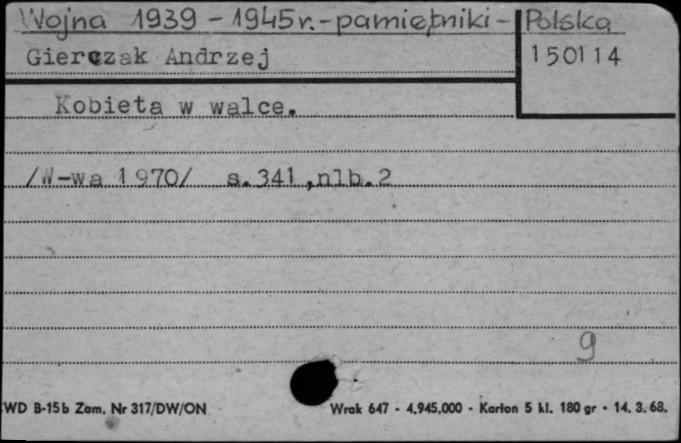 Wojna 1939 - 1945 r. - pamiętniki - Polska
Gierczak Andrzej
150114
Kobieta w walce.
/W-wa 1970/ s.341,nlb.2
9
WD B-15b Zam. Nr 317/DW/ON
Wrak 647 - 4.945.000 - Karton 5 kl. 180 gr - 14. 3. 68.